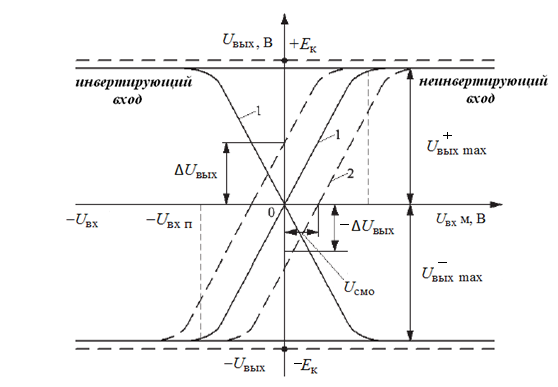 Uвых, В +Eк
инвертирующий вход
неинвертирующий вход
1
1
2
ΔUвых
U+вых max
0
−Uвх
−Uвх п
Uвх м, В
−ΔUвых
Uсмо
U−вых max
−Uвых −Eк